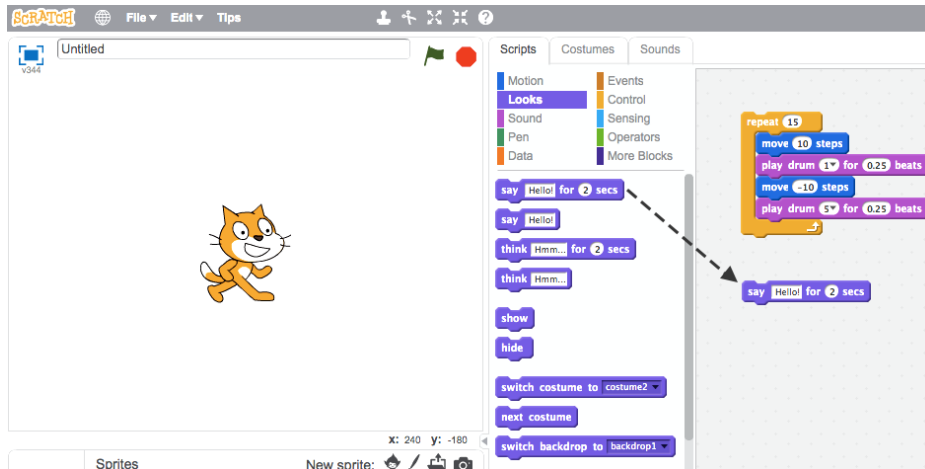 SCRATCH File Edit Tips
v344 Untitled
Scripts Costumes Sounds
Motion Events
Looks Control
Sound Sensing
Pen Operators
Data More Blocks
say Hello! for 2 secs
say Hello!
think Hmm... for 2 secs
think Hmm...
show
hide
switch costume to costume2
next costume
switch backdrop to backdrop1
repeat 15
move 10 steps
play drum 1 for 0.25 beats
move -10 steps
play drum 5 for 0.25 beats
say Hello! for 2 secs
x: 240 y: -180
Sprites New sprite: